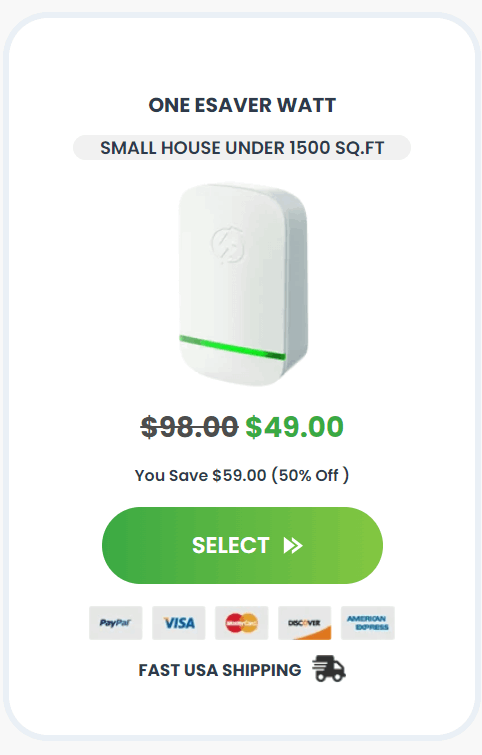 ONE ESAVER WATT
SMALL HOUSE UNDER 1500 SQ.FT
$98.00 $49.00
You Save $59.00 (50% Off )
SELECT
PayPal VISA MasterCard DISCOVER AMERICAN EXPRESS
FAST USA SHIPPING